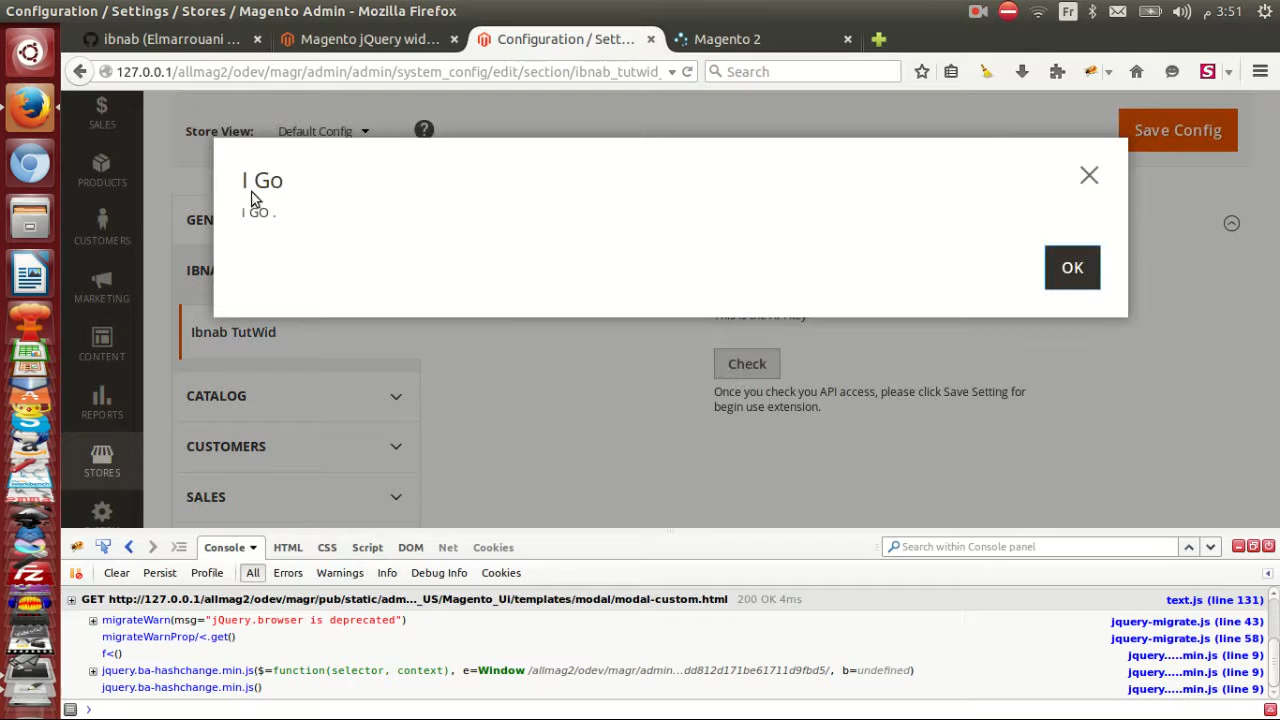 Configuration / Settings / Stores / Magento Admin - Mozilla Firefox
Fr
3:51 م
ibnab (Elmarrouani ...
Magento jQuery wid...
Configuration / Sett...
Magento 2
127.0.0.1/allmag2/odev/magr/admin/admin/system_config/edit/section/ibnab_tutwid_
Search
SALES
PRODUCTS
CUSTOMERS
MARKETING
CONTENT
REPORTS
STORES
Store View:
Default Config
?
Save Config
I Go
I GO .
OK
GEN
IBNA
Ibnab TutWid
CATALOG
CUSTOMERS
SALES
This is the API Key
Check
Once you check you API access, please click Save Setting for
begin use extension.
Console
HTML
CSS
Script
DOM
Net
Cookies
Search within Console panel
Clear
Persist
Profile
All
Errors
Warnings
Info
Debug Info
Cookies
GET http://127.0.0.1/allmag2/odev/magr/pub/static/adm..._US/Magento_Ui/templates/modal/modal-custom.html 200 OK 4ms text.js (line 131)
migrateWarn(msg="jQuery.browser is deprecated") jquery-migrate.js (line 43)
migrateWarnProp/<.get() jquery-migrate.js (line 58)
f<() jquery.....min.js (line 9)
jquery.ba-hashchange.min.js($=function(selector, context), e=Window /allmag2/odev/magr/admin...dd812d171be61711d9fbd5/, b=undefined) jquery.....min.js (line 9)
jquery.ba-hashchange.min.js() jquery.....min.js (line 9)